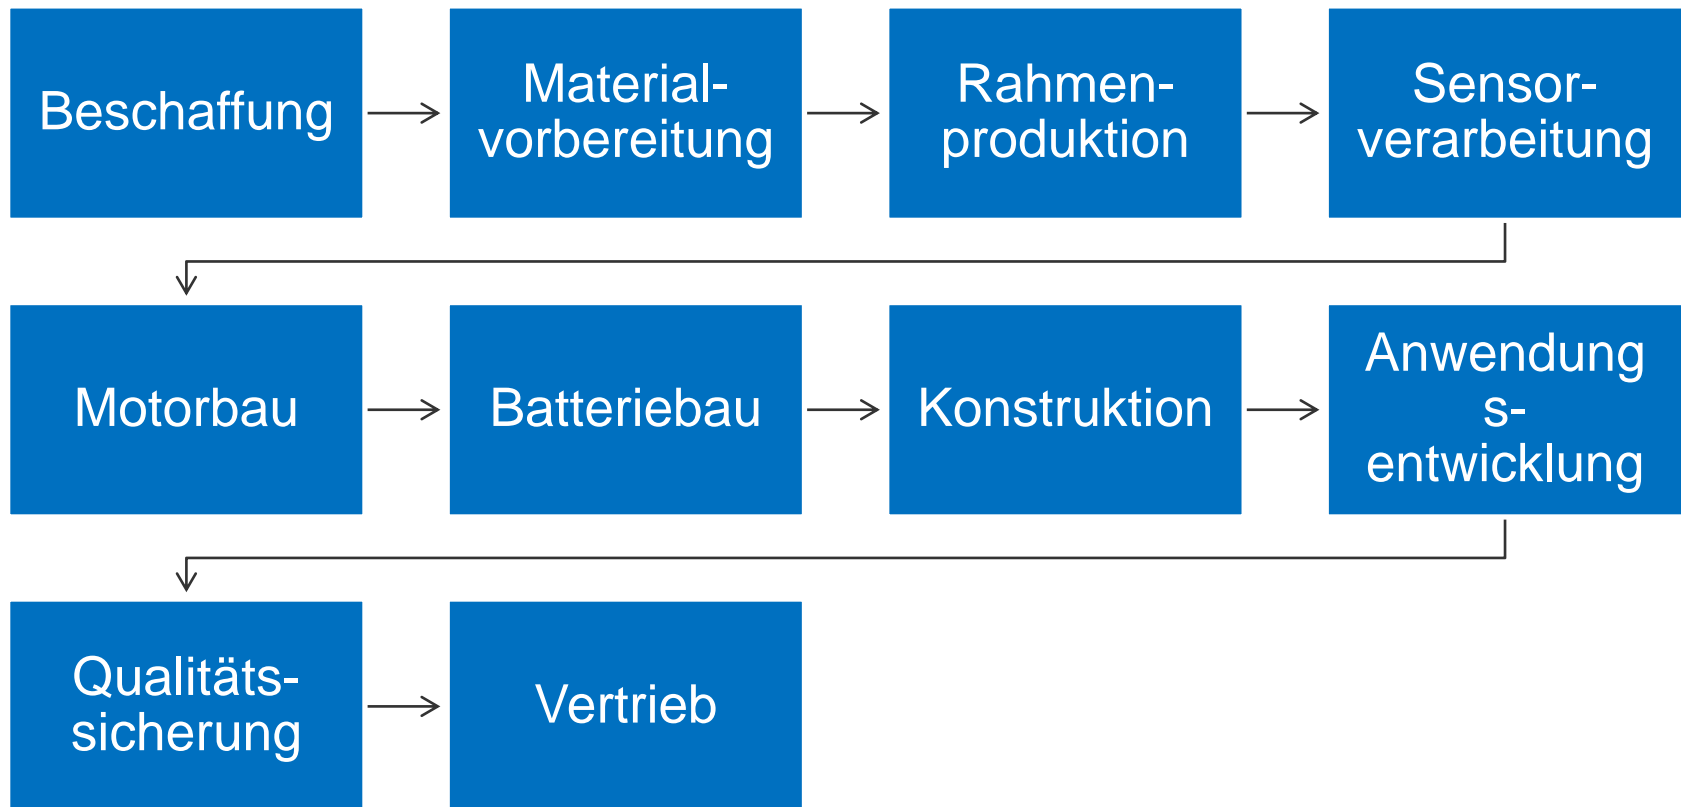 Beschaffung
Material-
vorbereitung
Rahmen-
produktion
Sensor-
verarbeitung
Motorbau
Batteriebau
Konstruktion
Anwendung
s-
entwicklung
Qualitäts-
sicherung
Vertrieb